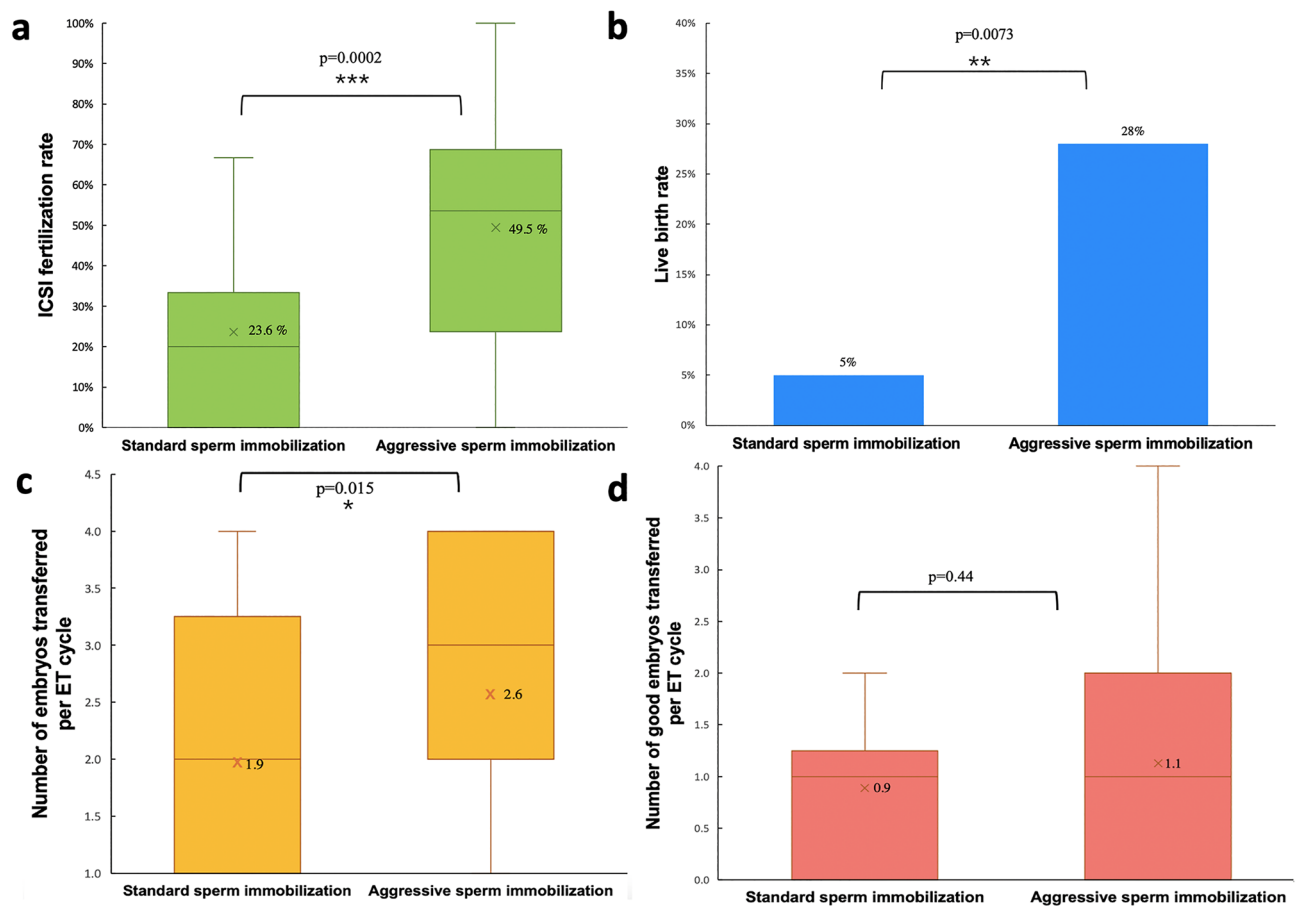 a
ICSI fertilization rate
100%
90%
80%
70%
60%
50%
40%
30%
20%
10%
0%
p=0.0002
***
23.6 %
49.5 %
Standard sperm immobilization
Aggressive sperm immobilization
b
Live birth rate
40%
35%
30%
25%
20%
15%
10%
5%
0%
p=0.0073
**
5%
28%
Standard sperm immobilization
Aggressive sperm immobilization
c
Number of embryos transferred
per ET cycle
4.5
4.0
3.5
3.0
2.5
2.0
1.5
1.0
p=0.015
*
1.9
2.6
Standard sperm immobilization
Aggressive sperm immobilization
d
Number of good embryos transferred
per ET cycle
4.0
3.5
3.0
2.5
2.0
1.5
1.0
0.5
0.0
p=0.44
0.9
1.1
Standard sperm immobilization
Aggressive sperm immobilization